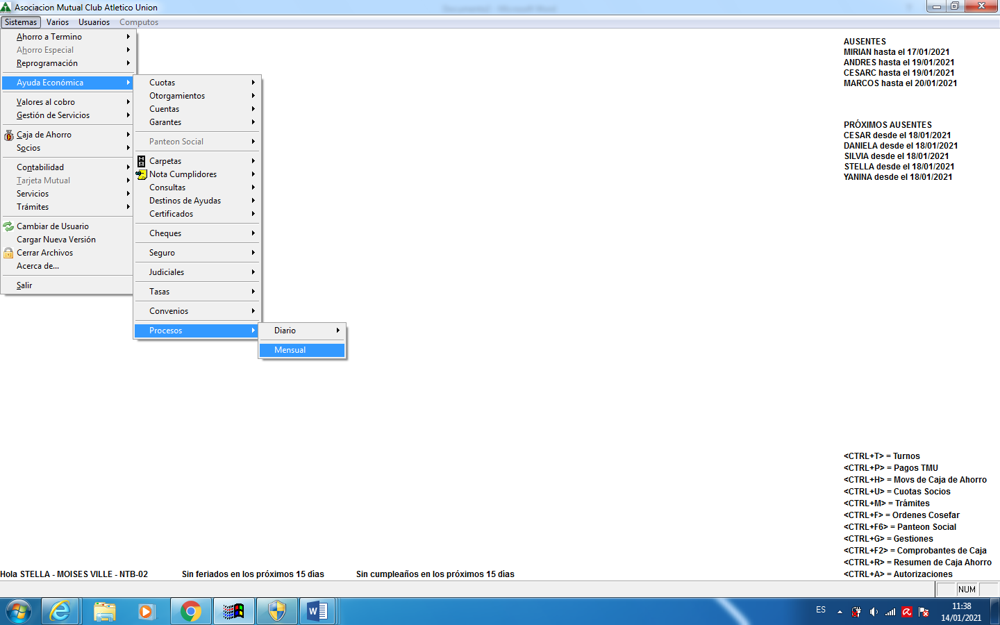 Asociacion Mutual Club Atletico Union
Sistemas Varios Usuarios Computos
Ahorro a Termino
Ahorro Especial
Reprogramación
Ayuda Económica
Valores al cobro
Gestión de Servicios
Caja de Ahorro
Socios
Contabilidad
Tarjeta Mutual
Servicios
Trámites
Cambiar de Usuario
Cargar Nueva Versión
Cerrar Archivos
Acerca de...
Salir
Cuotas
Otorgamientos
Cuentas
Garantes
Panteon Social
Carpetas
Nota Cumplidores
Consultas
Destinos de Ayudas
Certificados
Cheques
Seguro
Judiciales
Tasas
Convenios
Procesos
Diario
Mensual
AUSENTES
MIRIAN hasta el 17/01/2021
ANDRES hasta el 19/01/2021
CESARC hasta el 19/01/2021
MARCOS hasta el 20/01/2021
PRÓXIMOS AUSENTES
CESAR desde el 18/01/2021
DANIELA desde el 18/01/2021
SILVIA desde el 18/01/2021
STELLA desde el 18/01/2021
YANINA desde el 18/01/2021
<CTRL+T> = Turnos
<CTRL+P> = Pagos TMU
<CTRL+H> = Movs de Caja de Ahorro
<CTRL+U> = Cuotas Socios
<CTRL+M> = Trámites
<CTRL+F> = Ordenes Cosefar
<CTRL+F6> = Panteon Social
<CTRL+G> = Gestiones
<CTRL+F2> = Comprobantes de Caja
<CTRL+R> = Resumen de Caja Ahorro
<CTRL+A> = Autorizaciones
Hola STELLA - MOISES VILLE - NTB-02 Sin feriados en los próximos 15 días Sin cumpleaños en los próximos 15 días
NUM
ES
11:38
14/01/2021